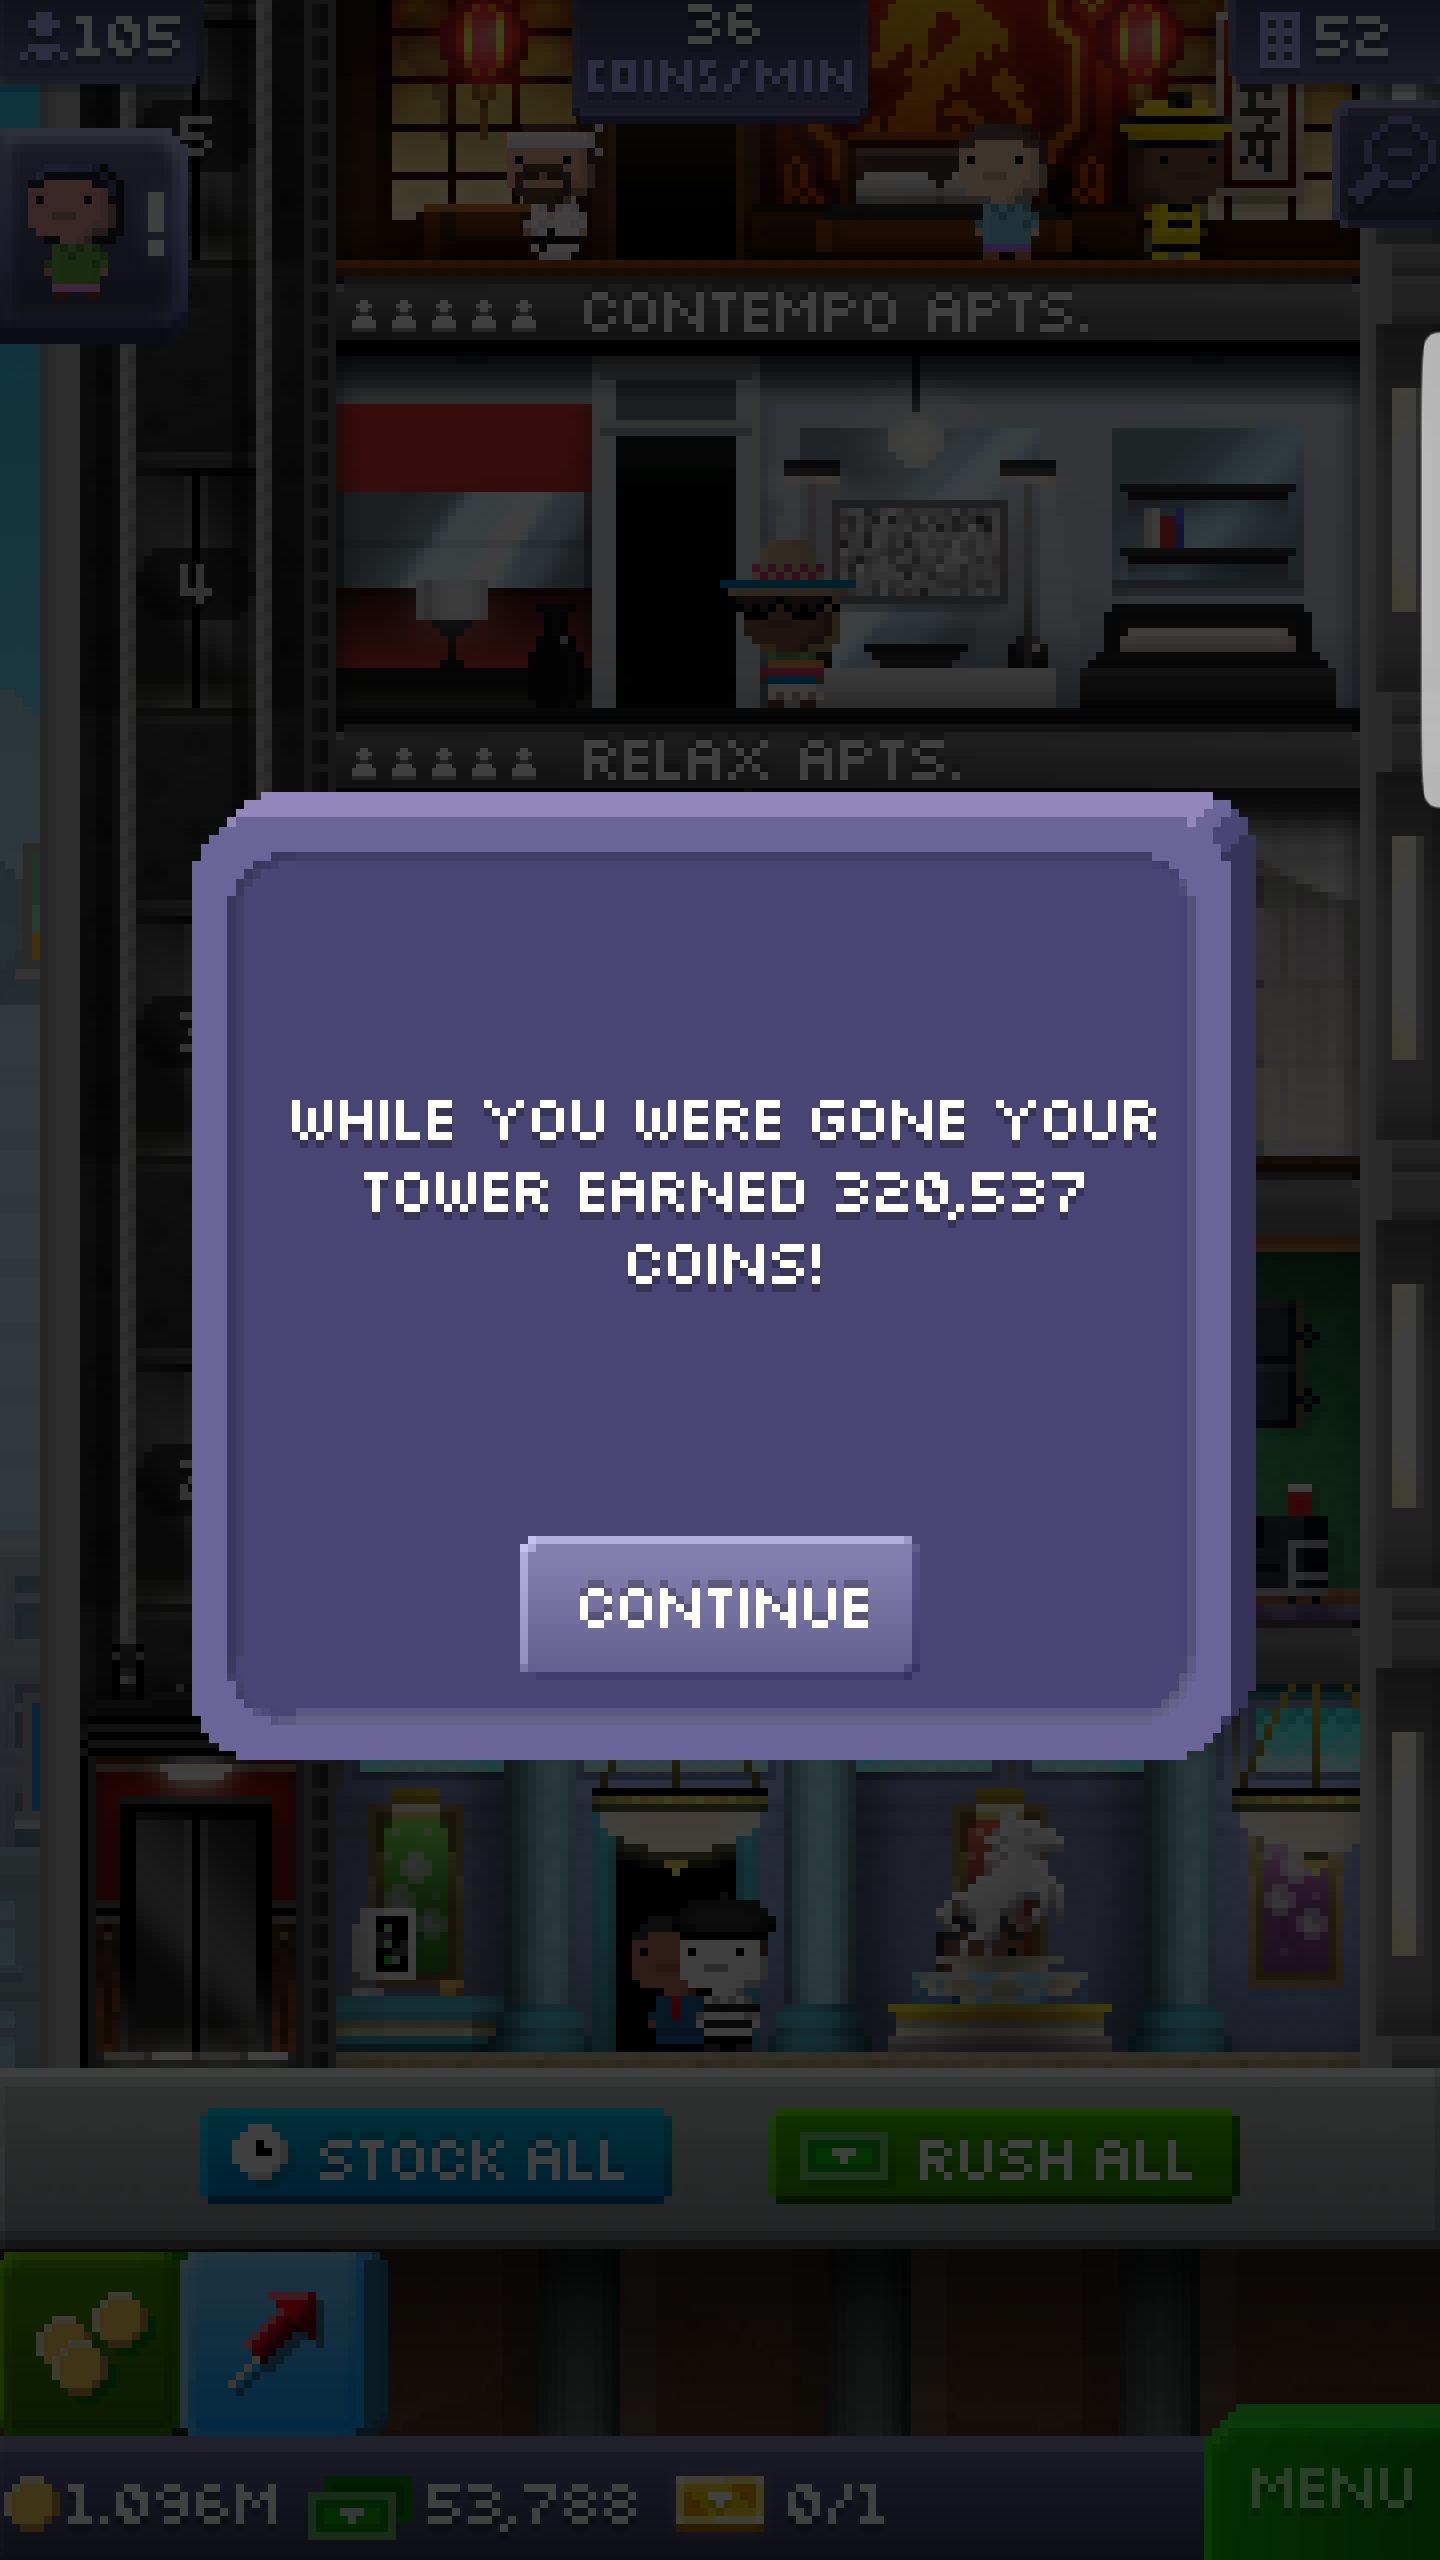 105
36
COINS/MIN
52
5
!
CONTEMPO APTS.
4
RELAX APTS.
WHILE YOU WERE GONE YOUR
TOWER EARNED 320,537
COINS!
CONTINUE
STOCK ALL
RUSH ALL
1.096M
53,788
0/1
MENU